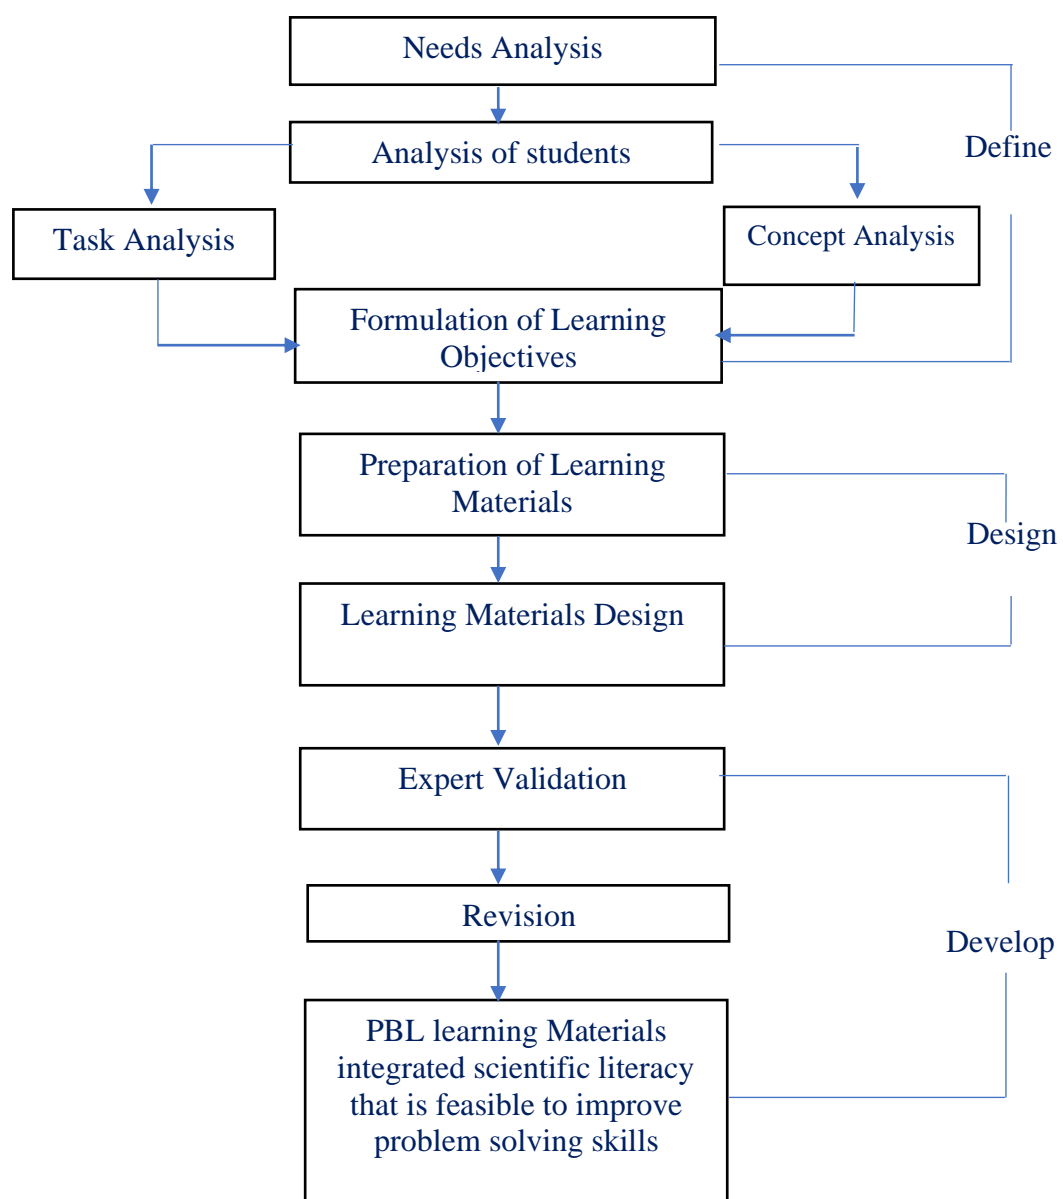 Needs Analysis
Define
Analysis of students
Task Analysis
Concept Analysis
Formulation of Learning
Objectives
Preparation of Learning
Materials
Design
Learning Materials Design
Expert Validation
Revision
Develop
PBL learning Materials
integrated scientific literacy
that is feasible to improve
problem solving skills